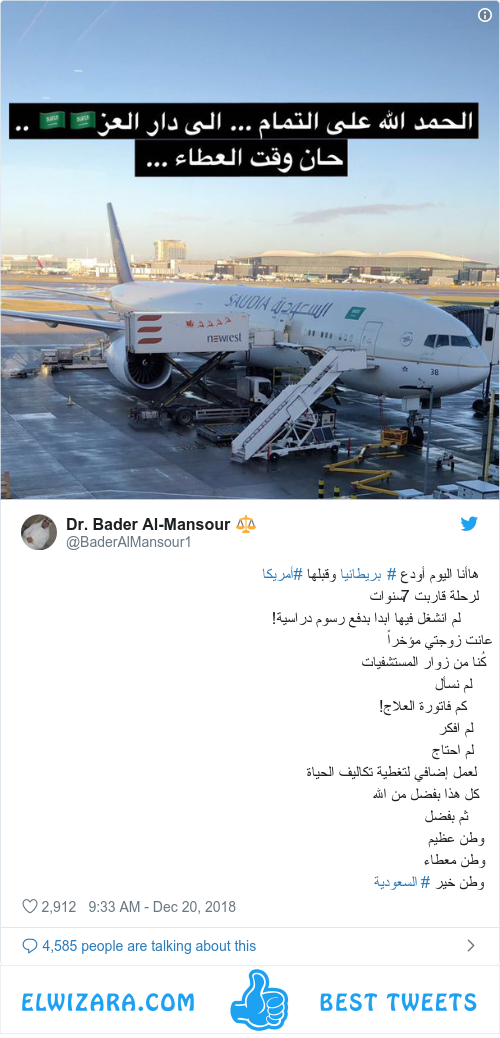 الحمد الله على التمام ... الى دار العز🇸🇦🇸🇦 ..
حان وقت العطاء ...
SAUDIA السعودية
newrest
38
Dr. Bader Al-Mansour ⚖️
@BaderAlMansour1
هاأنا اليوم أودع # بريطانيا وقبلها #أمريكا
لرحلة قاربت 7سنوات
لم انشغل فيها ابدا بدفع رسوم دراسية!
عانت زوجتي مؤخراً
كُنا من زوار المستشفيات
لم نسأل
كم فاتورة العلاج!
لم افكر
لم احتاج
لعمل إضافي لتغطية تكاليف الحياة
كل هذا بفضل من الله
ثم بفضل
وطن عظيم
وطن معطاء
وطن خير # السعودية
2,912 9:33 AM - Dec 20, 2018
4,585 people are talking about this
ELWIZARA.COM BEST TWEETS